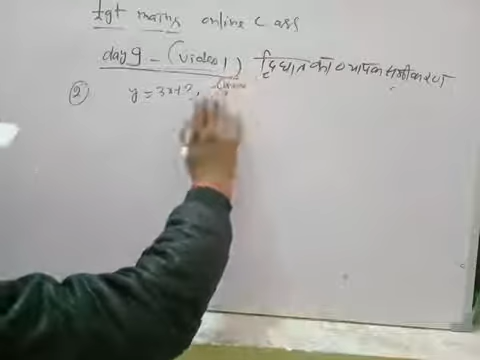 tgt maths online class
day 9 - (video 1) द्विघात का व्यापक समीकरण
② y = 3x+2,